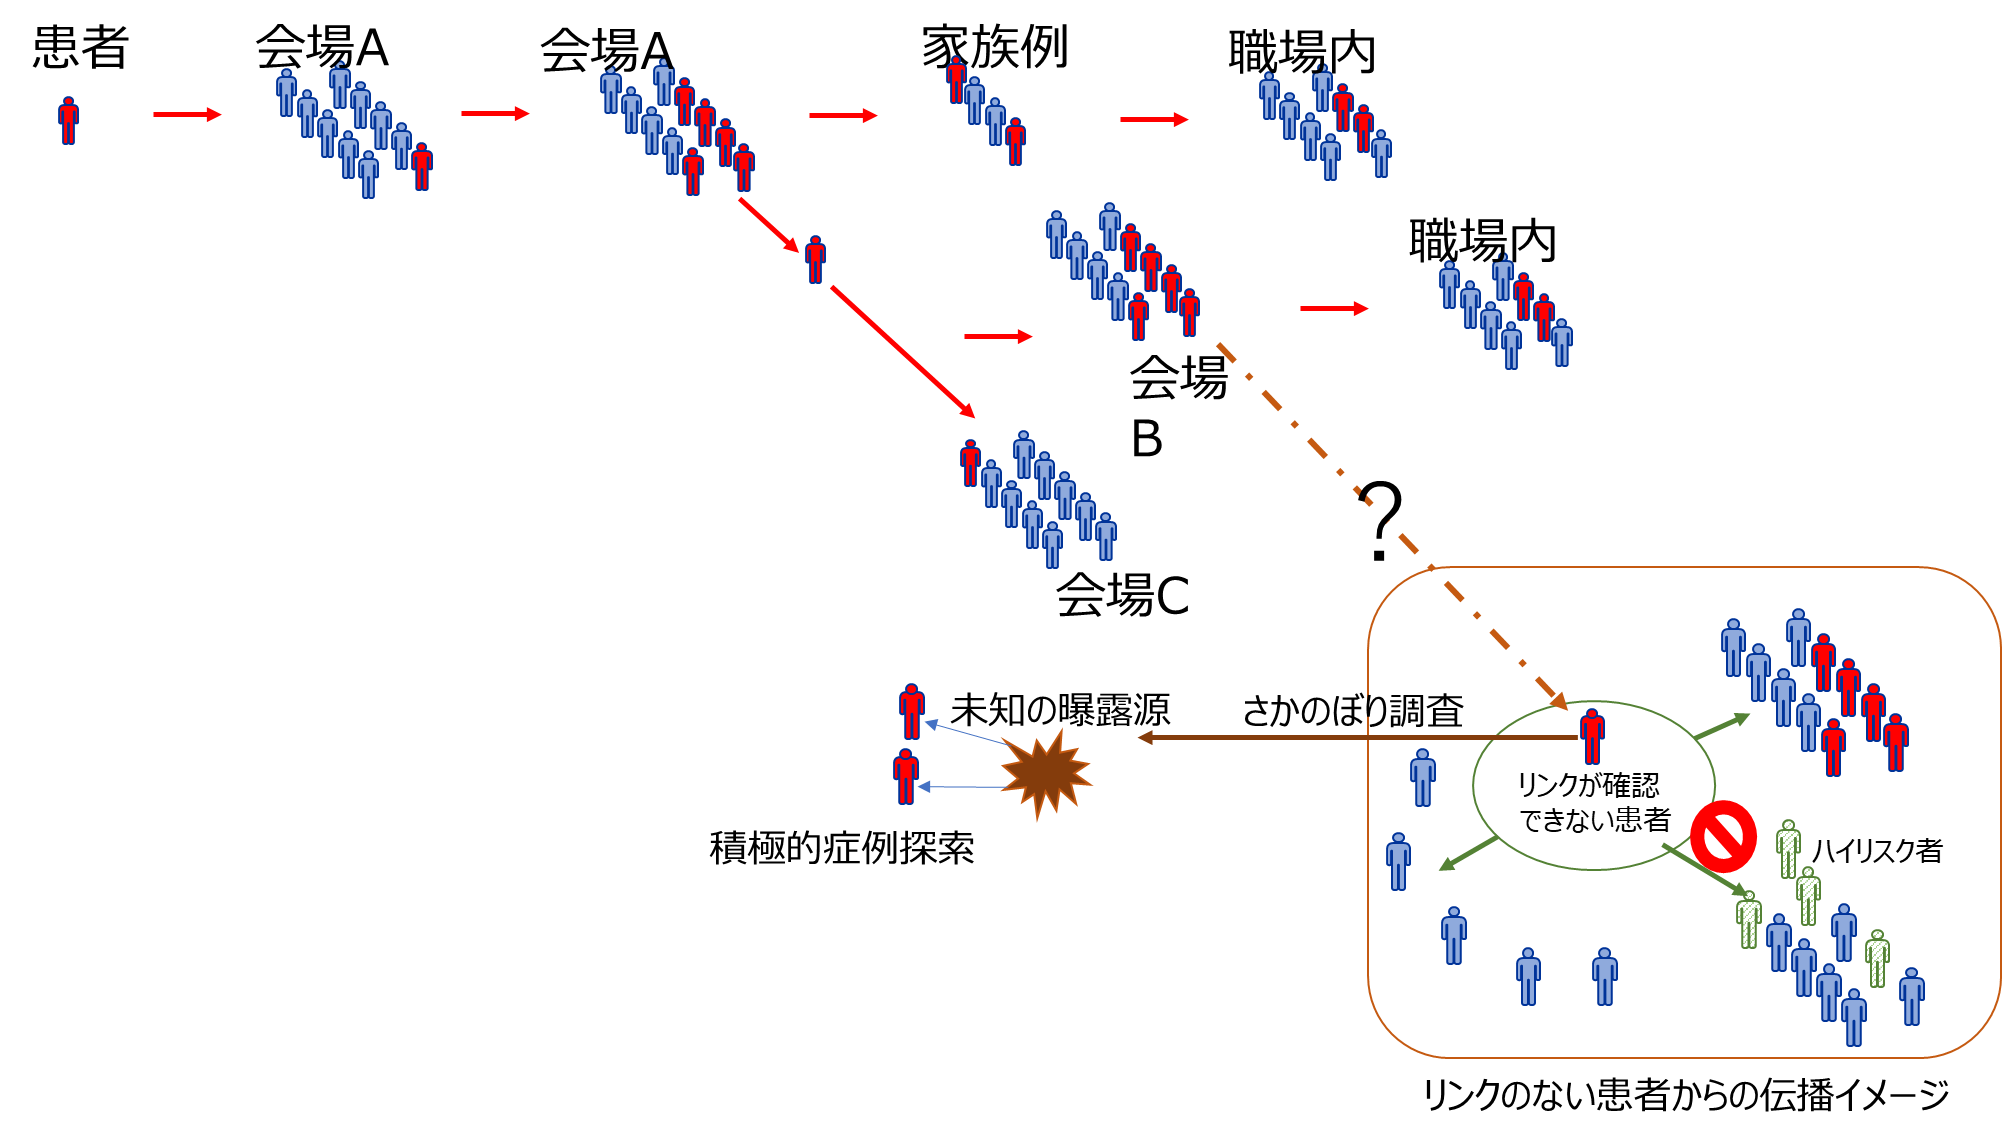 患者
会場A
会場A
家族例
職場内
職場内
会場
B
？
会場C
未知の曝露源
さかのぼり調査
リンクが確認
できない患者
積極的症例探索
ハイリスク者
リンクのない患者からの伝播イメージ